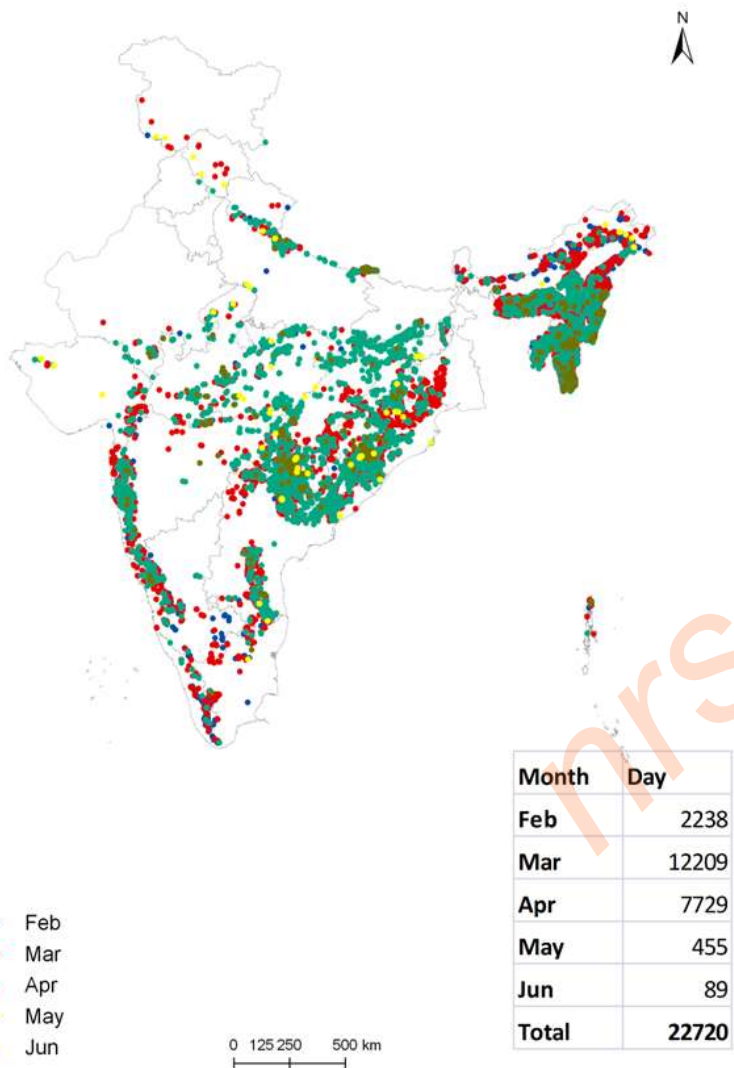 N
nrs
Month Day
Feb 2238
Mar 12209
Apr 7729
May 455
Jun 89
Total 22720
Feb
Mar
Apr
May
Jun
0 125 250 500 km